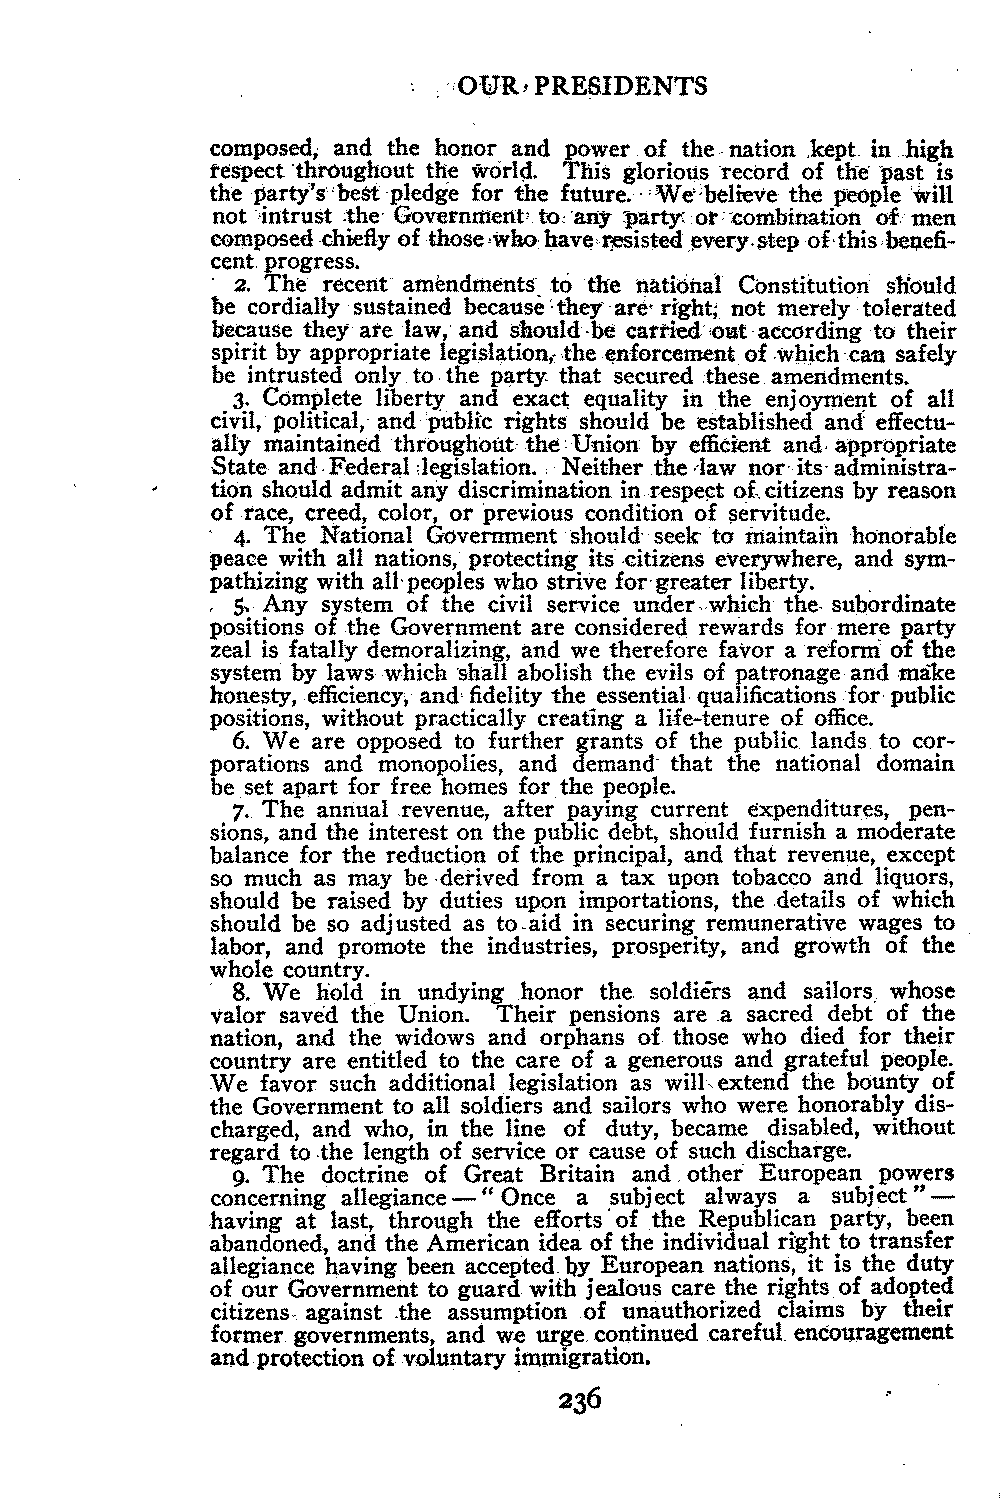 OUR PRESIDENTS
composed, and the honor and power of the nation kept in high
respect throughout the world. This glorious record of the past is
the party's best pledge for the future. We believe the people will
not intrust the Government to any party or combination of men
composed chiefly of those who have resisted every step of this benefi-
cent progress.
2. The recent amendments to the national Constitution should
be cordially sustained because they are right, not merely tolerated
because they are law, and should be carried out according to their
spirit by appropriate legislation, the enforcement of which can safely
be intrusted only to the party that secured these amendments.
3. Complete liberty and exact equality in the enjoyment of all
civil, political, and public rights should be established and effectu-
ally maintained throughout the Union by efficient and appropriate
State and Federal legislation. Neither the law nor its administra-
tion should admit any discrimination in respect of citizens by reason
of race, creed, color, or previous condition of servitude.
4. The National Government should seek to maintain honorable
peace with all nations, protecting its citizens everywhere, and sym-
pathizing with all peoples who strive for greater liberty.
5. Any system of the civil service under which the subordinate
positions of the Government are considered rewards for mere party
zeal is fatally demoralizing, and we therefore favor a reform of the
system by laws which shall abolish the evils of patronage and make
honesty, efficiency, and fidelity the essential qualifications for public
positions, without practically creating a life-tenure of office.
6. We are opposed to further grants of the public lands to cor-
porations and monopolies, and demand that the national domain
be set apart for free homes for the people.
7. The annual revenue, after paying current expenditures, pen-
sions, and the interest on the public debt, should furnish a moderate
balance for the reduction of the principal, and that revenue, except
so much as may be derived from a tax upon tobacco and liquors,
should be raised by duties upon importations, the details of which
should be so adjusted as to aid in securing remunerative wages to
labor, and promote the industries, prosperity, and growth of the
whole country.
8. We hold in undying honor the soldiers and sailors whose
valor saved the Union. Their pensions are a sacred debt of the
nation, and the widows and orphans of those who died for their
country are entitled to the care of a generous and grateful people.
We favor such additional legislation as will extend the bounty of
the Government to all soldiers and sailors who were honorably dis-
charged, and who, in the line of duty, became disabled, without
regard to the length of service or cause of such discharge.
9. The doctrine of Great Britain and other European powers
concerning allegiance — "Once a subject always a subject" —
having at last, through the efforts of the Republican party, been
abandoned, and the American idea of the individual right to transfer
allegiance having been accepted by European nations, it is the duty
of our Government to guard with jealous care the rights of adopted
citizens against the assumption of unauthorized claims by their
former governments, and we urge continued careful encouragement
and protection of voluntary immigration.
236